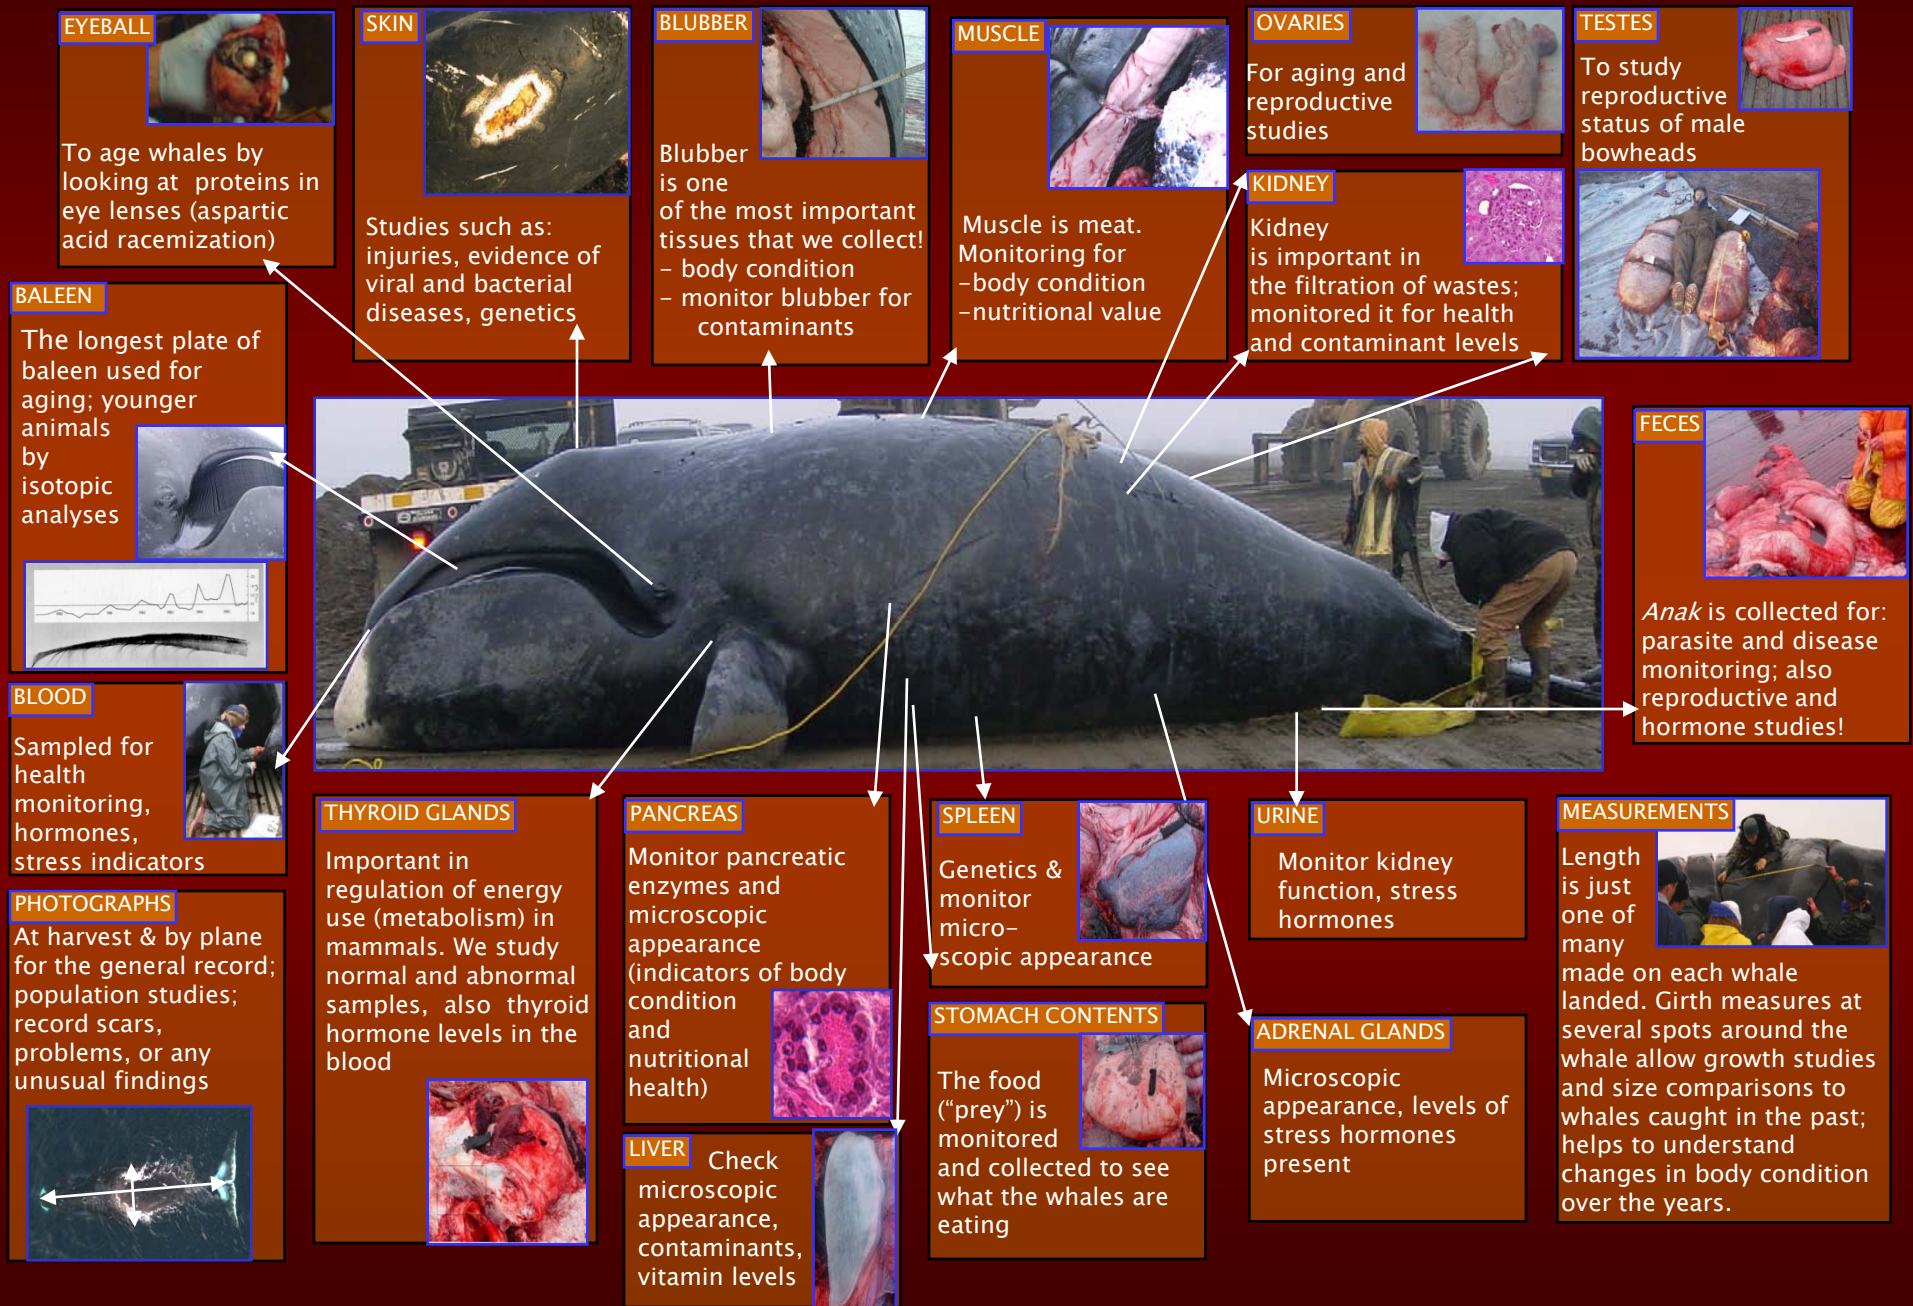 EYEBALL
To age whales by
looking at proteins in
eye lenses (aspartic
acid racemization)
SKIN
Studies such as:
injuries, evidence of
viral and bacterial
diseases, genetics
BLUBBER
Blubber
is one
of the most important
tissues that we collect!
- body condition
- monitor blubber for
contaminants
MUSCLE
Muscle is meat.
Monitoring for
-body condition
-nutritional value
OVARIES
For aging and
reproductive
studies
TESTES
To study
reproductive
status of male
bowheads
KIDNEY
Kidney
is important in
the filtration of wastes;
monitored it for health
and contaminant levels
BALEEN
The longest plate of
baleen used for
aging; younger
animals
by
isotopic
analyses
FECES
Anak is collected for:
parasite and disease
monitoring; also
reproductive and
hormone studies!
BLOOD
Sampled for
health
monitoring,
hormones,
stress indicators
PHOTOGRAPHS
At harvest & by plane
for the general record;
population studies;
record scars,
problems, or any
unusual findings
THYROID GLANDS
Important in
regulation of energy
use (metabolism) in
mammals. We study
normal and abnormal
samples, also thyroid
hormone levels in the
blood
PANCREAS
Monitor pancreatic
enzymes and
microscopic
appearance
(indicators of body
condition
and
nutritional
health)
LIVER
Check
microscopic
appearance,
contaminants,
vitamin levels
SPLEEN
Genetics &
monitor
micro-
scopic appearance
STOMACH CONTENTS
The food
(“prey”) is
monitored
and collected to see
what the whales are
eating
URINE
Monitor kidney
function, stress
hormones
ADRENAL GLANDS
Microscopic
appearance, levels of
stress hormones
present
MEASUREMENTS
Length
is just
one of
many
made on each whale
landed. Girth measures at
several spots around the
whale allow growth studies
and size comparisons to
whales caught in the past;
helps to understand
changes in body condition
over the years.